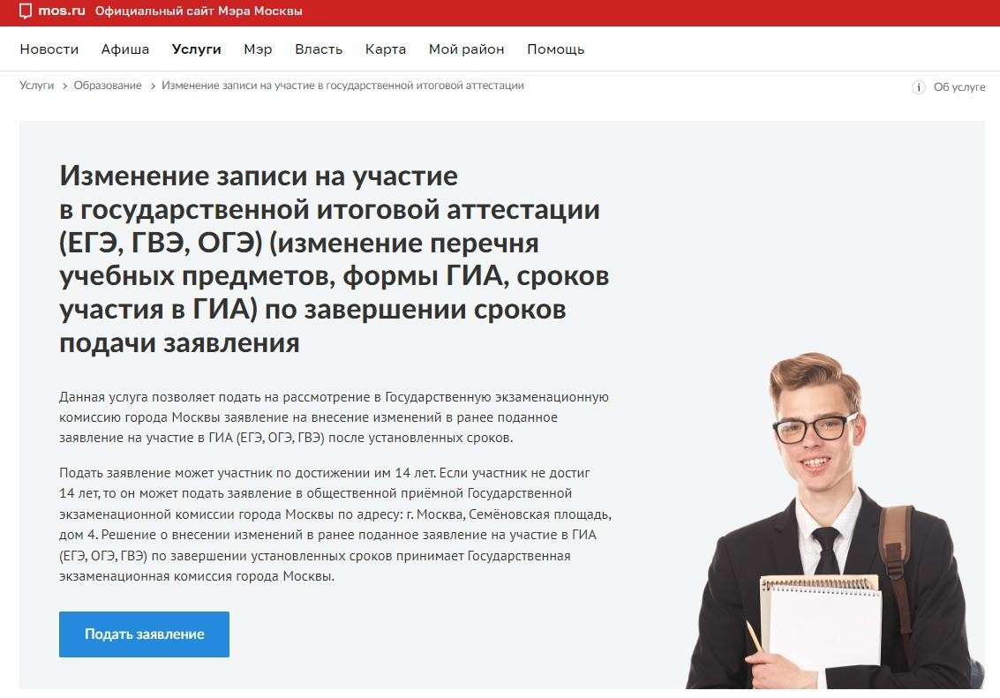 mos.ru Официальный сайт Мэра Москвы
Новости Афиша Услуги Мэр Власть Карта Мой район Помощь
Услуги > Образование > Изменение записи на участие в государственной итоговой аттестации
i Об услуге
Изменение записи на участие
в государственной итоговой аттестации
(ЕГЭ, ГВЭ, ОГЭ) (изменение перечня
учебных предметов, формы ГИА, сроков
участия в ГИА) по завершении сроков
подачи заявления
Данная услуга позволяет подать на рассмотрение в Государственную экзаменационную
комиссию города Москвы заявление на внесение изменений в ранее поданное
заявление на участие в ГИА (ЕГЭ, ОГЭ, ГВЭ) после установленных сроков.
Подать заявление может участник по достижении им 14 лет. Если участник не достиг
14 лет, то он может подать заявление в общественной приёмной Государственной
экзаменационной комиссии города Москвы по адресу: г. Москва, Семёновская площадь,
дом 4. Решение о внесении изменений в ранее поданное заявление на участие в ГИА
(ЕГЭ, ОГЭ, ГВЭ) по завершении установленных сроков принимает Государственная
экзаменационная комиссия города Москвы.
Подать заявление